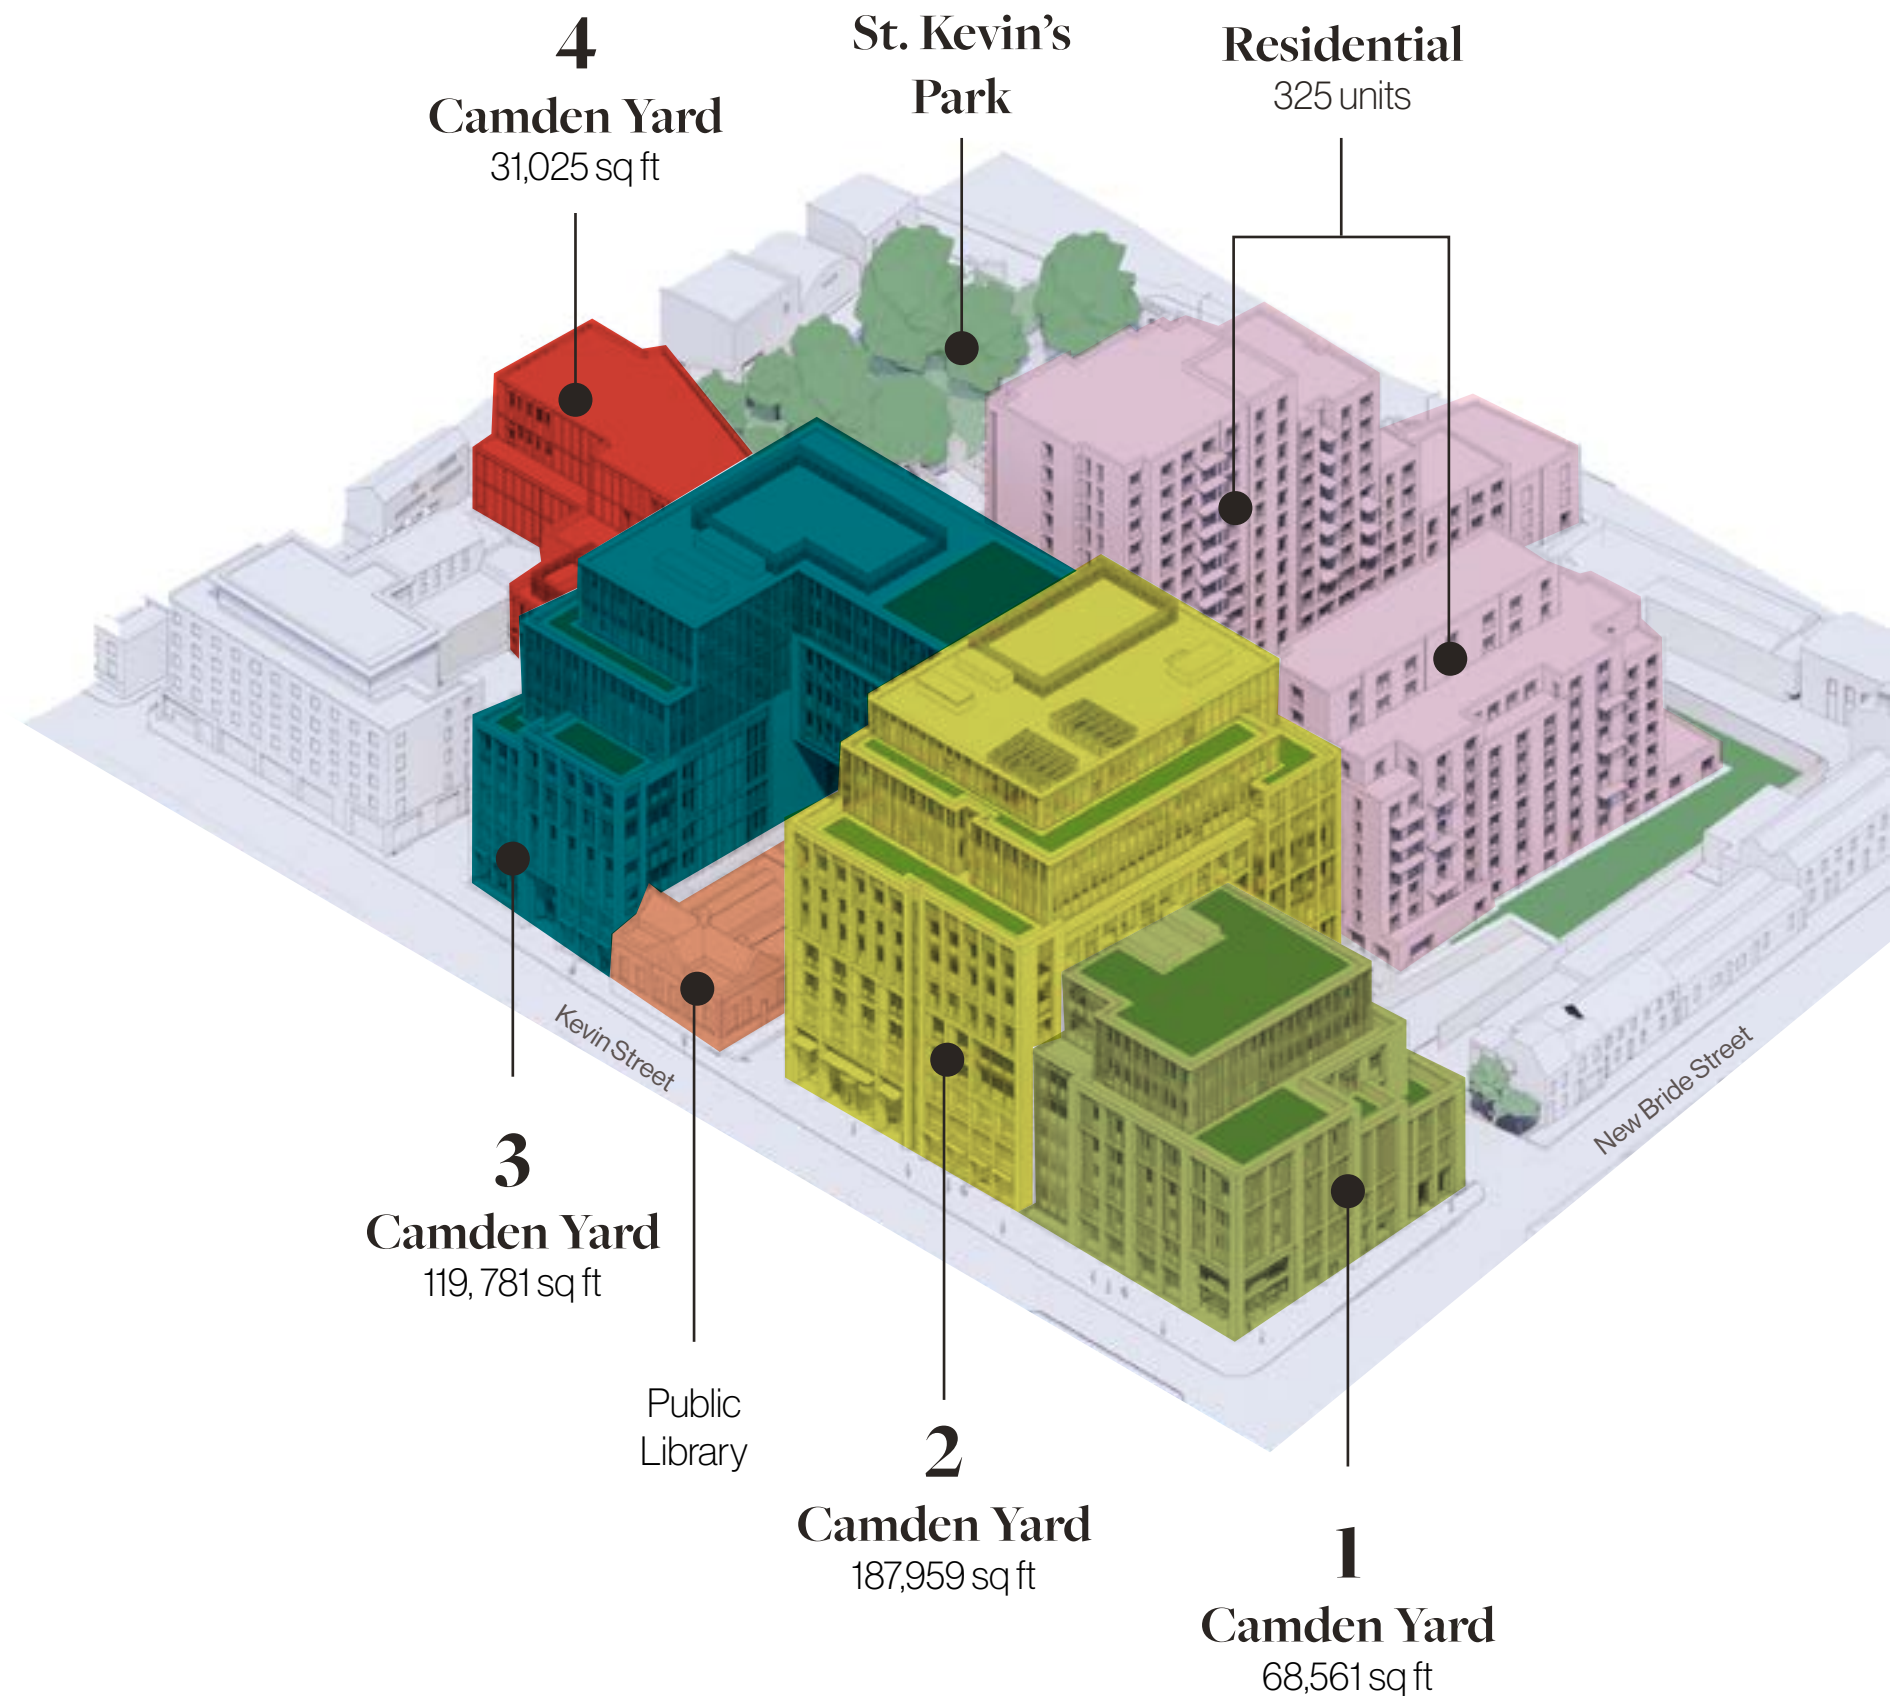 4
Camden Yard
31,025 sq ft
St. Kevin's
Park
Residential
325 units
Kevin Street
New Bride Street
3
Camden Yard
119, 781 sq ft
Public
Library
2
Camden Yard
187,959 sq ft
1
Camden Yard
68,561 sq ft